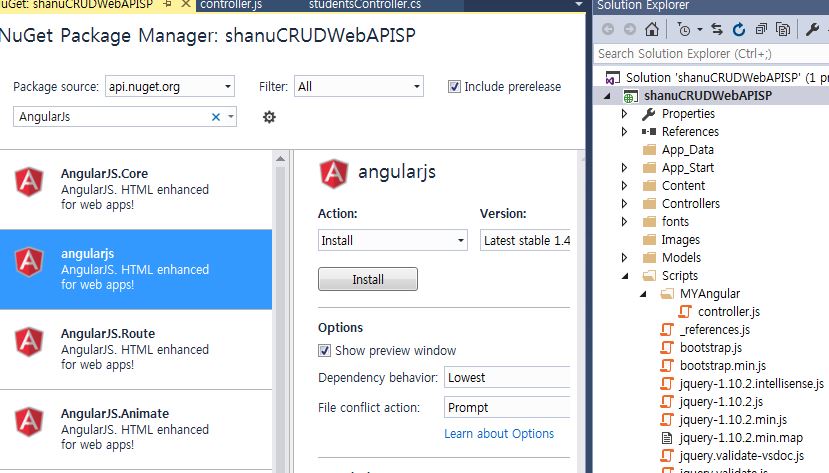 NuGet: shanuCRUDWebAPISP
controller.js
studentsController.cs
NuGet Package Manager: shanuCRUDWebAPISP
Package source: api.nuget.org
Filter: All
Include prerelease
AngularJs
AngularJS.Core
AngularJS. HTML enhanced
for web apps!
angularjs
AngularJS. HTML enhanced
for web apps!
AngularJS.Route
AngularJS. HTML enhanced
for web apps!
AngularJS.Animate
AngularJS. HTML enhanced
for web apps!
angularjs
Action:
Version:
Install
Latest stable 1.4
Install
Options
Show preview window
Dependency behavior: Lowest
File conflict action: Prompt
Learn about Options
Solution Explorer
Search Solution Explorer (Ctrl+;)
Solution 'shanuCRUDWebAPISP' (1 pr
shanuCRUDWebAPISP
Properties
References
App_Data
App_Start
Content
Controllers
fonts
Images
Models
Scripts
MYAngular
controller.js
_references.js
bootstrap.js
bootstrap.min.js
jquery-1.10.2.intellisense.js
jquery-1.10.2.js
jquery-1.10.2.min.js
jquery-1.10.2.min.map
jquery.validate-vsdoc.js
jquery.validate.js